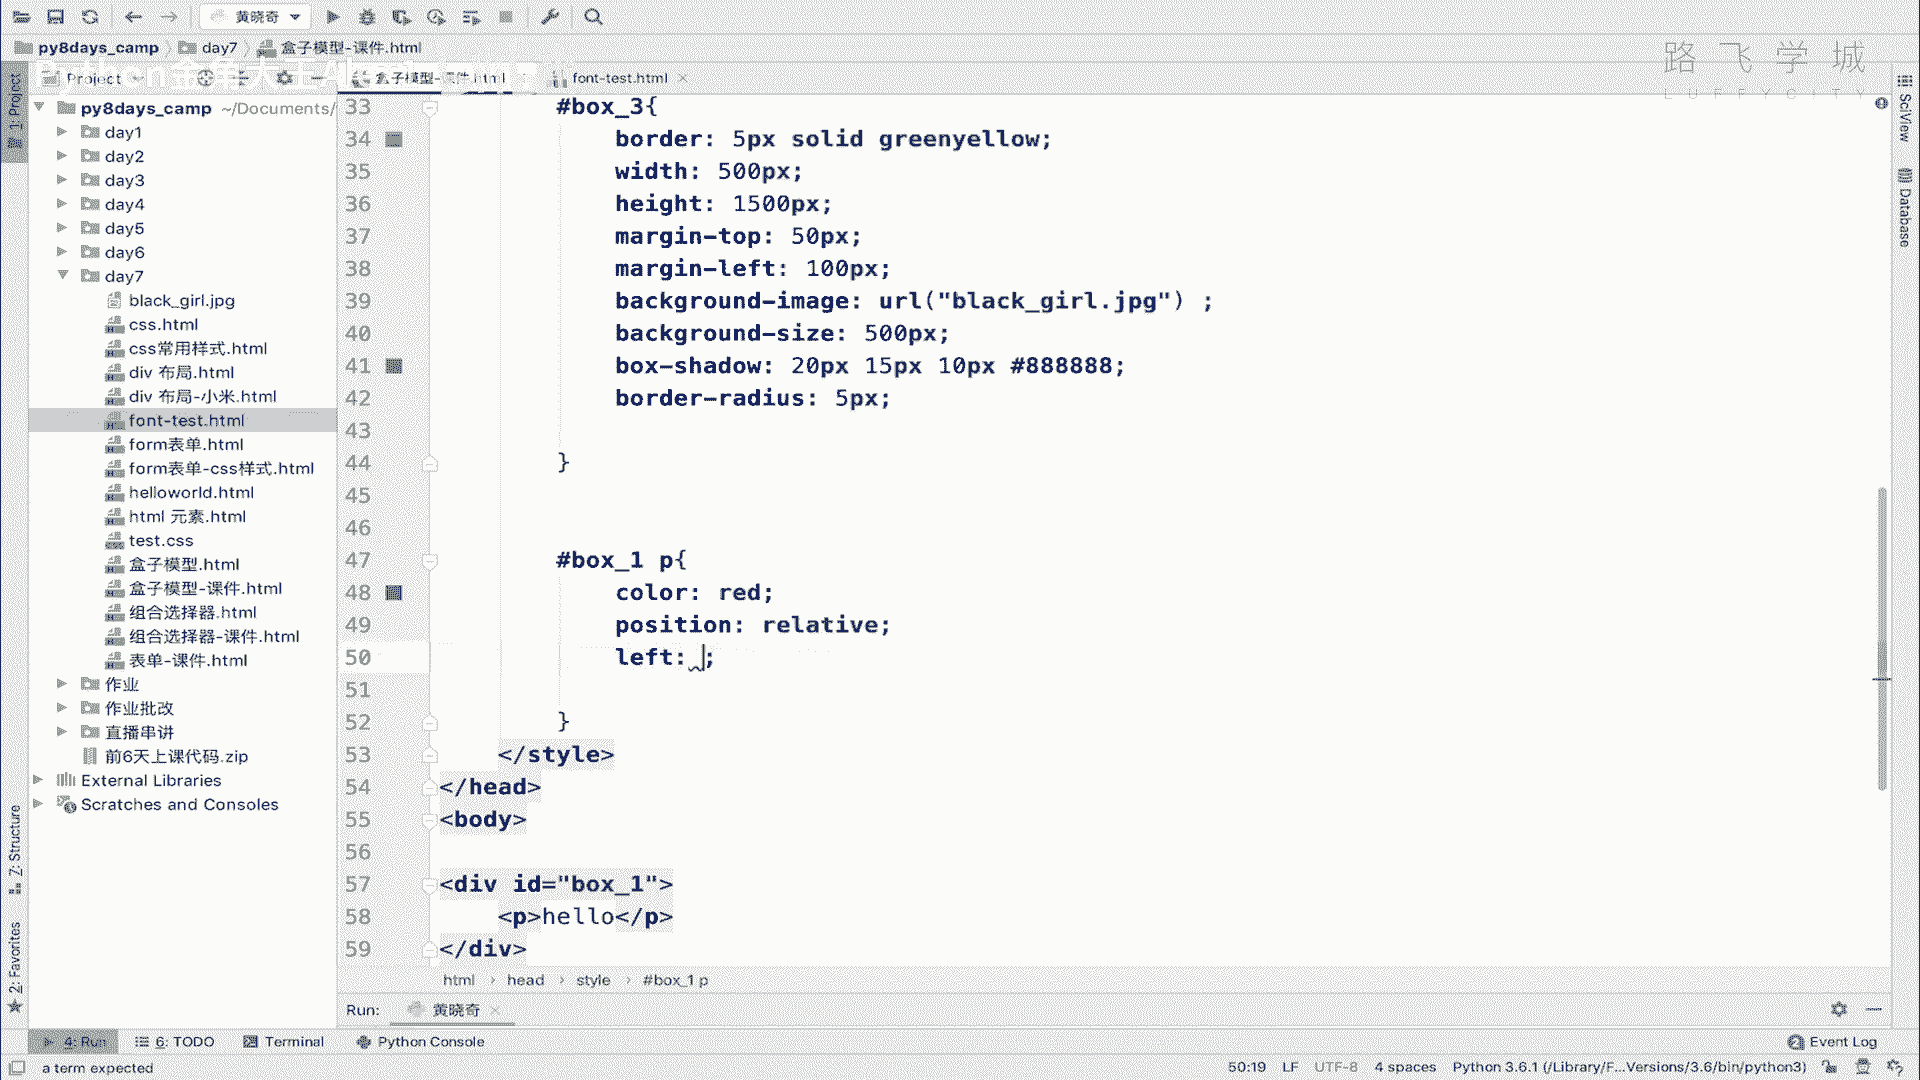 黄晓奇
py8days_camp
day7
盒子模型-课件.html
路飞学城
LUFFYCITY
Project
盒子模型-课件.html
font-test.html
1: Project
py8days_camp ~/Documents/
day1
day2
day3
day4
day5
day6
day7
black_girl.jpg
css.html
css常用样式.html
div 布局.html
div 布局-小米.html
font-test.html
form表单.html
form表单-css样式.html
helloworld.html
html 元素.html
test.css
盒子模型.html
盒子模型-课件.html
组合选择器.html
组合选择器-课件.html
表单-课件.html
作业
作业批改
直播串讲
前6天上课代码.zip
External Libraries
Scratches and Consoles
7: Structure
2: Favorites
33 #box_3{
34 border: 5px solid greenyellow;
35 width: 500px;
36 height: 1500px;
37 margin-top: 50px;
38 margin-left: 100px;
39 background-image: url("black_girl.jpg") ;
40 background-size: 500px;
41 box-shadow: 20px 15px 10px #888888;
42 border-radius: 5px;
43
44 }
45
46
47 #box_1 p{
48 color: red;
49 position: relative;
50 left: ;
51
52 }
53 </style>
54 </head>
55 <body>
56
57 <div id="box_1">
58 <p>hello</p>
59 </div>
SciView
Database
html › head › style › #box_1 p
Run: 黄晓奇
4: Run
6: TODO
Terminal
Python Console
Event Log
a term expected
50:19 LF UTF-8 4 spaces Python 3.6.1 (/Library/F...Versions/3.6/bin/python3)